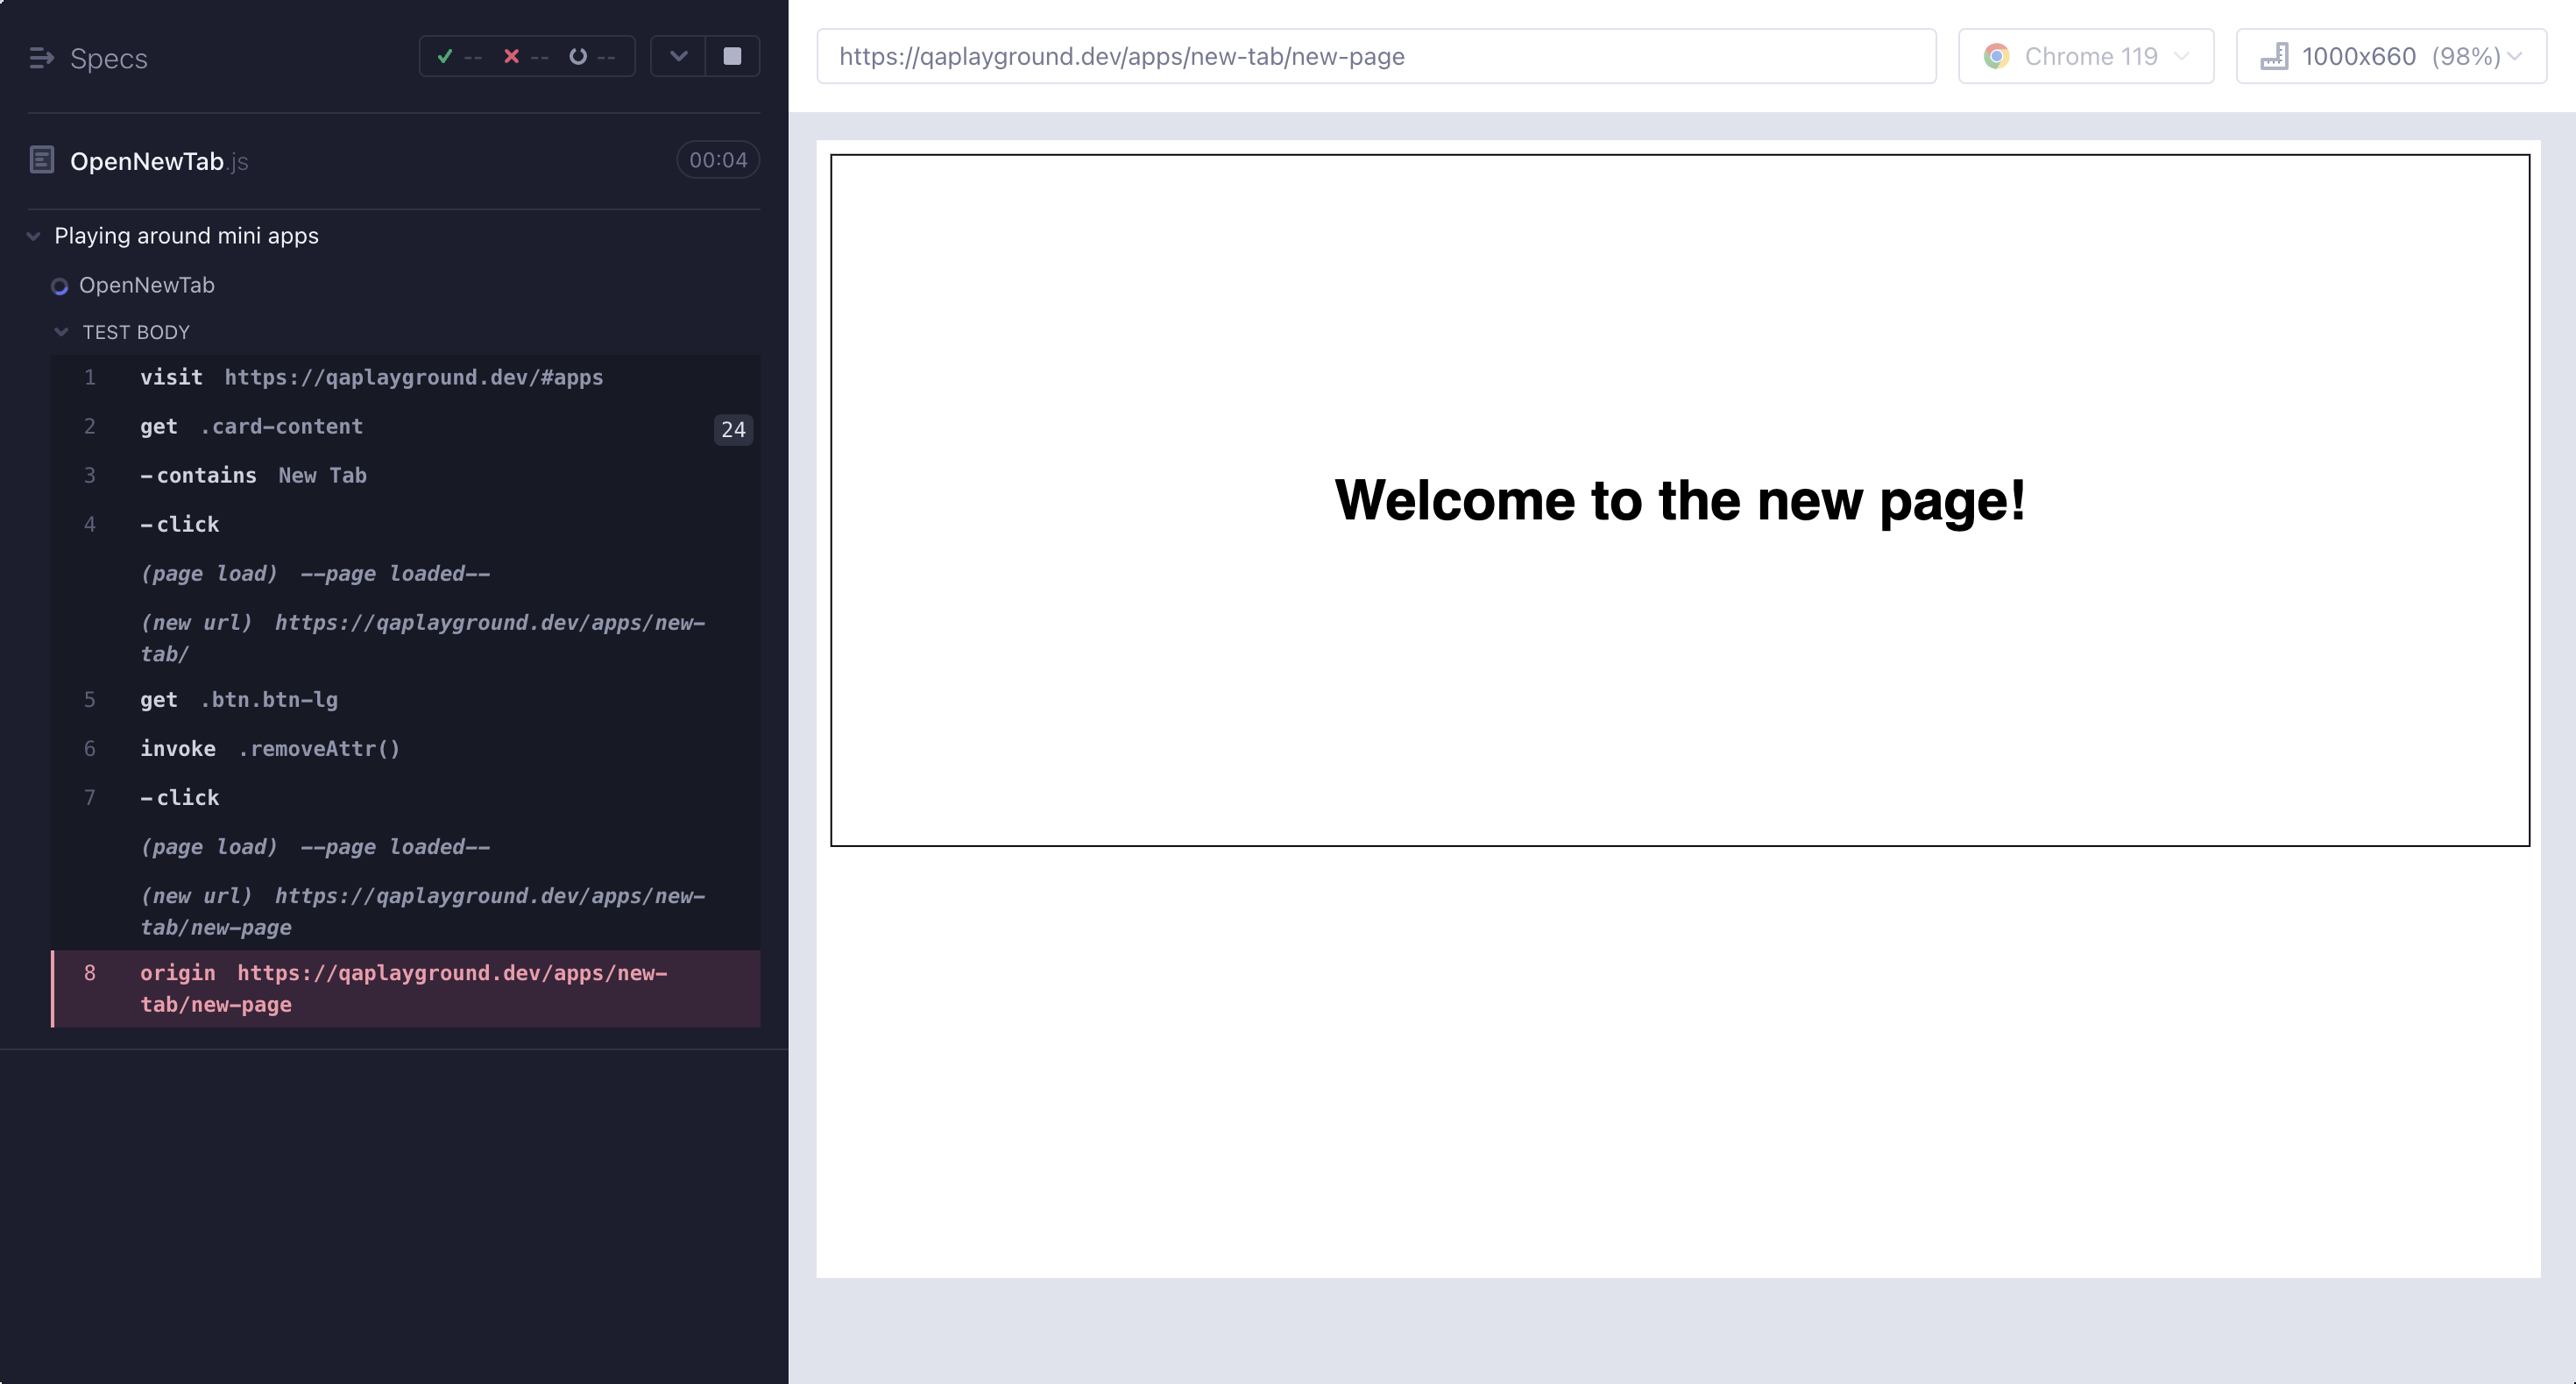 Specs
-- -- --
OpenNewTab.js
00:04
Playing around mini apps
OpenNewTab
TEST BODY
1 visit https://qaplayground.dev/#apps
2 get .card-content 24
3 -contains New Tab
4 -click
(page load) --page loaded--
(new url) https://qaplayground.dev/apps/new-
tab/
5 get .btn.btn-lg
6 invoke .removeAttr()
7 -click
(page load) --page loaded--
(new url) https://qaplayground.dev/apps/new-
tab/new-page
8 origin https://qaplayground.dev/apps/new-
tab/new-page
https://qaplayground.dev/apps/new-tab/new-page
Chrome 119
1000x660 (98%)
Welcome to the new page!